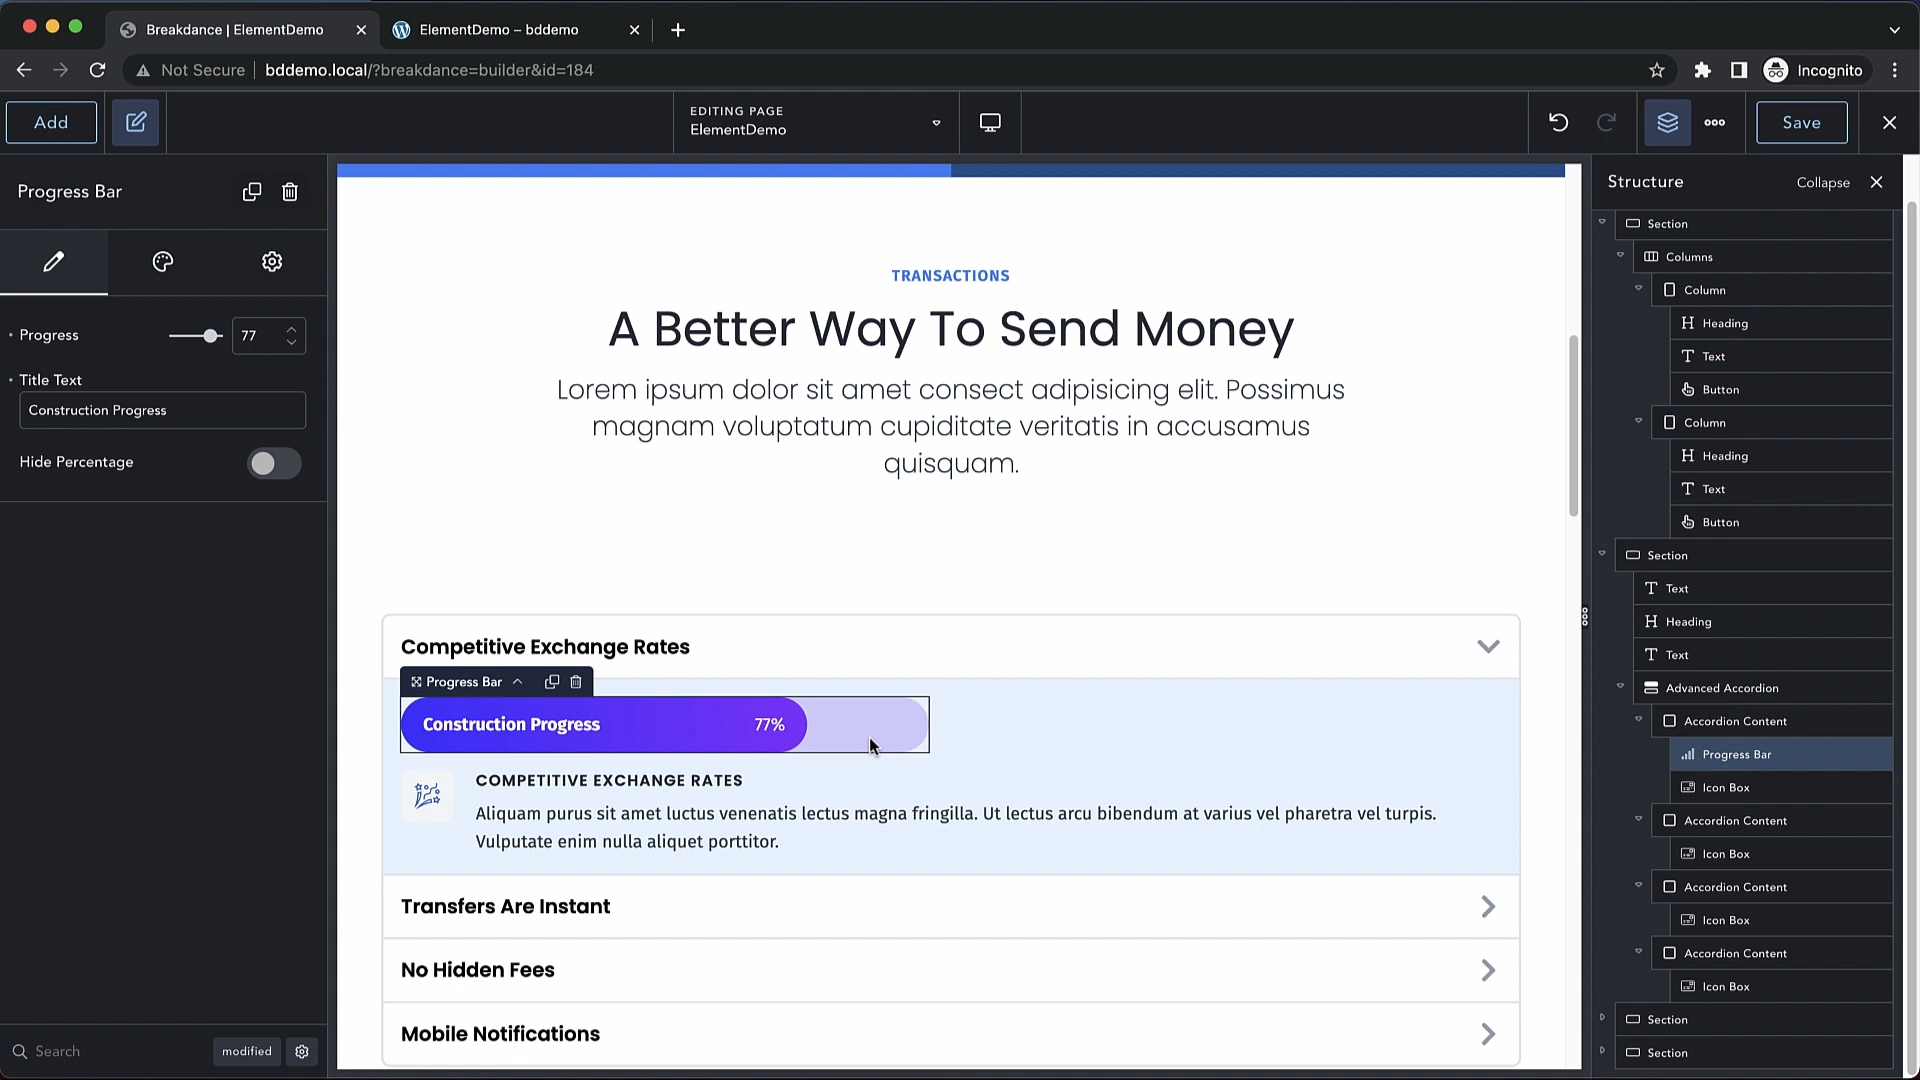 Breakdance | ElementDemo
ElementDemo – bddemo
Not Secure
bddemo.local/?breakdance=builder&id=184
Incognito
Add
EDITING PAGE
ElementDemo
Save
Progress Bar
Progress
77
Title Text
Construction Progress
Hide Percentage
Search
modified
TRANSACTIONS
A Better Way To Send Money
Lorem ipsum dolor sit amet consect adipisicing elit. Possimus
magnam voluptatum cupiditate veritatis in accusamus
quisquam.
Competitive Exchange Rates
Progress Bar
Construction Progress
77%
COMPETITIVE EXCHANGE RATES
Aliquam purus sit amet luctus venenatis lectus magna fringilla. Ut lectus arcu bibendum at varius vel pharetra vel turpis.
Vulputate enim nulla aliquet porttitor.
Transfers Are Instant
No Hidden Fees
Mobile Notifications
Structure
Collapse
Section
Columns
Column
Heading
Text
Button
Column
Heading
Text
Button
Section
Text
Heading
Text
Advanced Accordion
Accordion Content
Progress Bar
Icon Box
Accordion Content
Icon Box
Accordion Content
Icon Box
Accordion Content
Icon Box
Section
Section